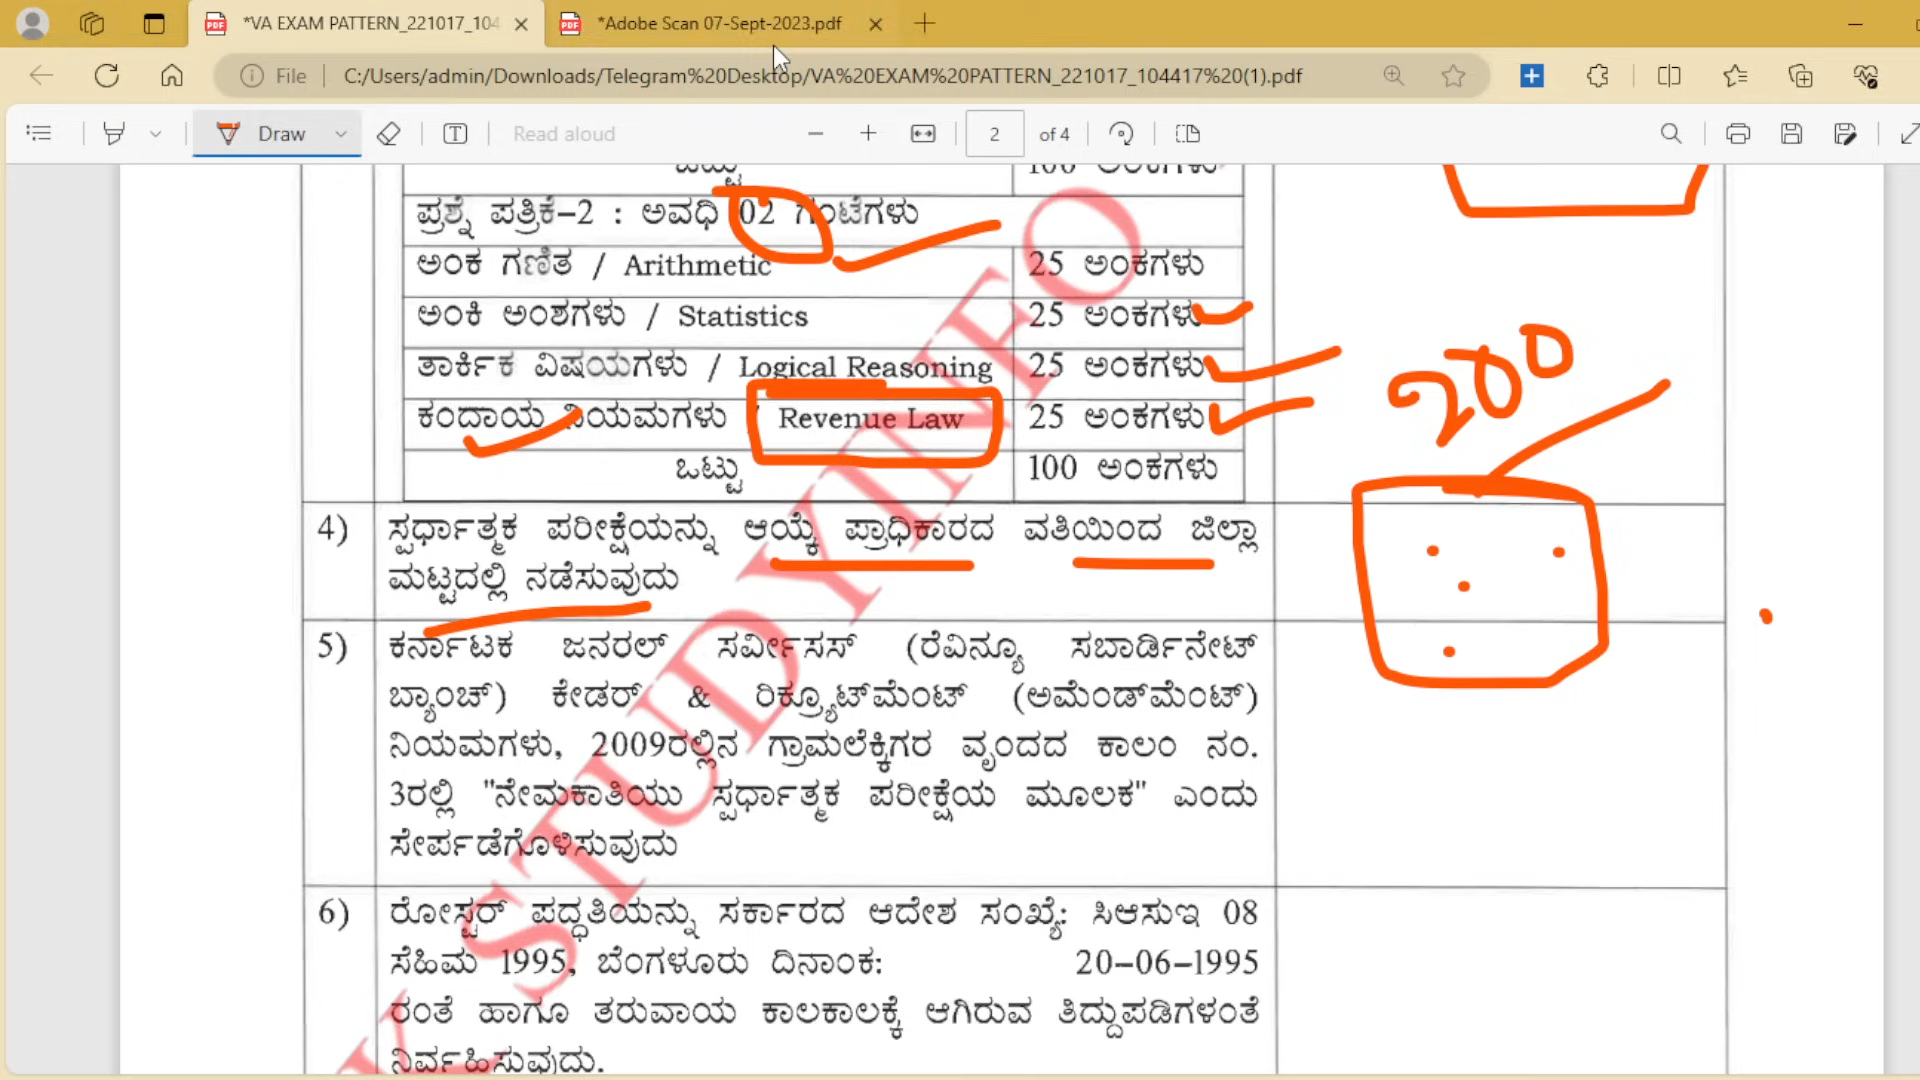 *VA EXAM PATTERN_221017_104
*Adobe Scan 07-Sept-2023.pdf
File
C:/Users/admin/Downloads/Telegram%20Desktop/VA%20EXAM%20PATTERN_221017_104417%20(1).pdf
Draw
Read aloud
2 of 4
ಒಟ್ಟು 100 ಅಂಕಗಳು
ಪ್ರಶ್ನೆ ಪತ್ರಿಕೆ–2 : ಅವಧಿ 02 ಗಂಟೆಗಳು
ಅಂಕ ಗಣಿತ / Arithmetic 25 ಅಂಕಗಳು
ಅಂಕಿ ಅಂಶಗಳು / Statistics 25 ಅಂಕಗಳು
ತಾರ್ಕಿಕ ವಿಷಯಗಳು / Logical Reasoning 25 ಅಂಕಗಳು
ಕಂದಾಯ ನಿಯಮಗಳು / Revenue Law 25 ಅಂಕಗಳು
ಒಟ್ಟು 100 ಅಂಕಗಳು
200
4) ಸ್ಪರ್ಧಾತ್ಮಕ ಪರೀಕ್ಷೆಯನ್ನು ಆಯ್ಕೆ ಪ್ರಾಧಿಕಾರದ ವತಿಯಿಂದ ಜಿಲ್ಲಾ
ಮಟ್ಟದಲ್ಲಿ ನಡೆಸುವುದು
5) ಕರ್ನಾಟಕ ಜನರಲ್ ಸರ್ವೀಸಸ್ (ರೆವಿನ್ಯೂ ಸಬಾರ್ಡಿನೇಟ್
ಬ್ಯಾಂಚ್) ಕೇಡರ್ & ರಿಕ್ರ್ಯೂಟ್‌ಮೆಂಟ್ (ಅಮೆಂಡ್‌ಮೆಂಟ್)
ನಿಯಮಗಳು, 2009ರಲ್ಲಿನ ಗ್ರಾಮಲೆಕ್ಕಿಗರ ವೃಂದದ ಕಾಲಂ ನಂ.
3ರಲ್ಲಿ "ನೇಮಕಾತಿಯು ಸ್ಪರ್ಧಾತ್ಮಕ ಪರೀಕ್ಷೆಯ ಮೂಲಕ" ಎಂದು
ಸೇರ್ಪಡೆಗೊಳಿಸುವುದು
6) ರೋಸ್ಟರ್ ಪದ್ಧತಿಯನ್ನು ಸರ್ಕಾರದ ಆದೇಶ ಸಂಖ್ಯೆ: ಸಿಆಸುಇ 08
ಸೆಹಿಮ 1995, ಬೆಂಗಳೂರು ದಿನಾಂಕ: 20–06–1995
ರಂತೆ ಹಾಗೂ ತರುವಾಯ ಕಾಲಕಾಲಕ್ಕೆ ಆಗಿರುವ ತಿದ್ದುಪಡಿಗಳಂತೆ
ನಿರ್ವಹಿಸುವುದು.
K STUDYINFO